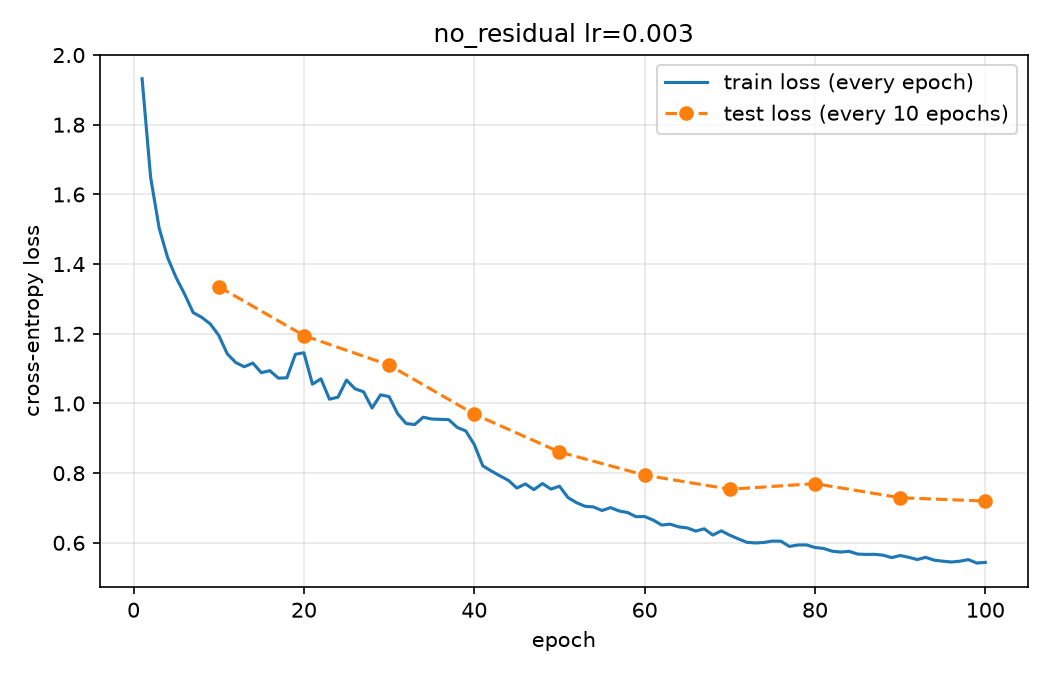 no_residual lr=0.003
train loss (every epoch)
test loss (every 10 epochs)
cross-entropy loss
2.0
1.8
1.6
1.4
1.2
1.0
0.8
0.6
0 20 40 60 80 100
epoch